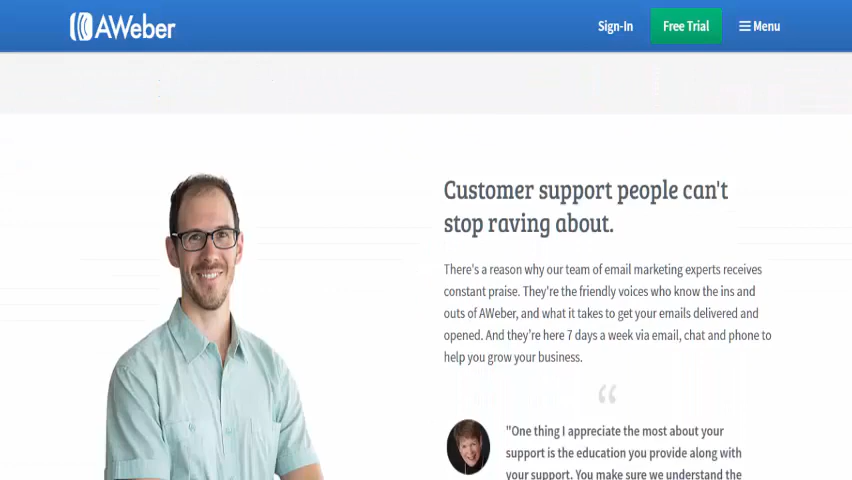 AWeber
Sign-In
Free Trial
Menu
Customer support people can't
stop raving about.
There's a reason why our team of email marketing experts receives
constant praise. They're the friendly voices who know the ins and
outs of AWeber, and what it takes to get your emails delivered and
opened. And they're here 7 days a week via email, chat and phone to
help you grow your business.
“
"One thing I appreciate the most about your
support is the education you provide along with
your support. You make sure we understand the